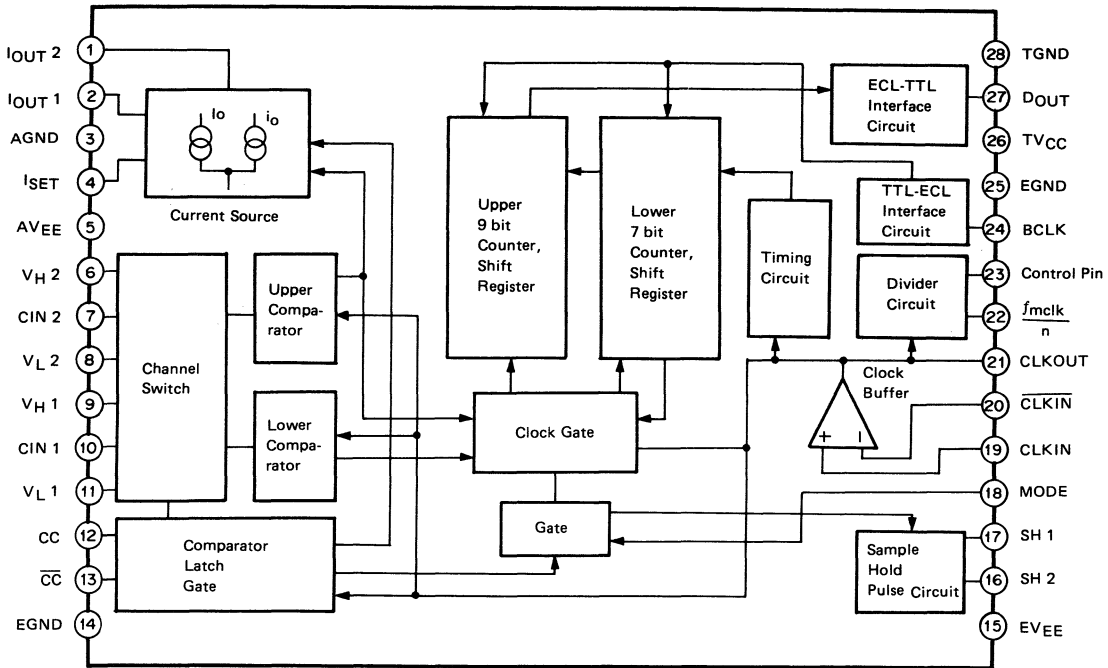 IOUT 2
1
IOUT 1
2
AGND
3
ISET
4
AVEE
5
VH 2
6
CIN 2
7
VL 2
8
VH 1
9
CIN 1
10
VL 1
11
CC
12
CC
13
EGND
14
Io
io
Current Source
Channel
Switch
Upper
Compa-
rator
Lower
Compa-
rator
Comparator
Latch
Gate
Upper
9 bit
Counter,
Shift
Register
Lower
7 bit
Counter,
Shift
Register
Clock Gate
Gate
Timing
Circuit
ECL-TTL
Interface
Circuit
TTL-ECL
Interface
Circuit
Divider
Circuit
Clock
Buffer
+
−
Sample
Hold
Pulse Circuit
28
TGND
27
DOUT
26
TVCC
25
EGND
24
BCLK
23
Control Pin
22
fmclk
n
21
CLKOUT
20
CLKIN
19
CLKIN
18
MODE
17
SH 1
16
SH 2
15
EVEE